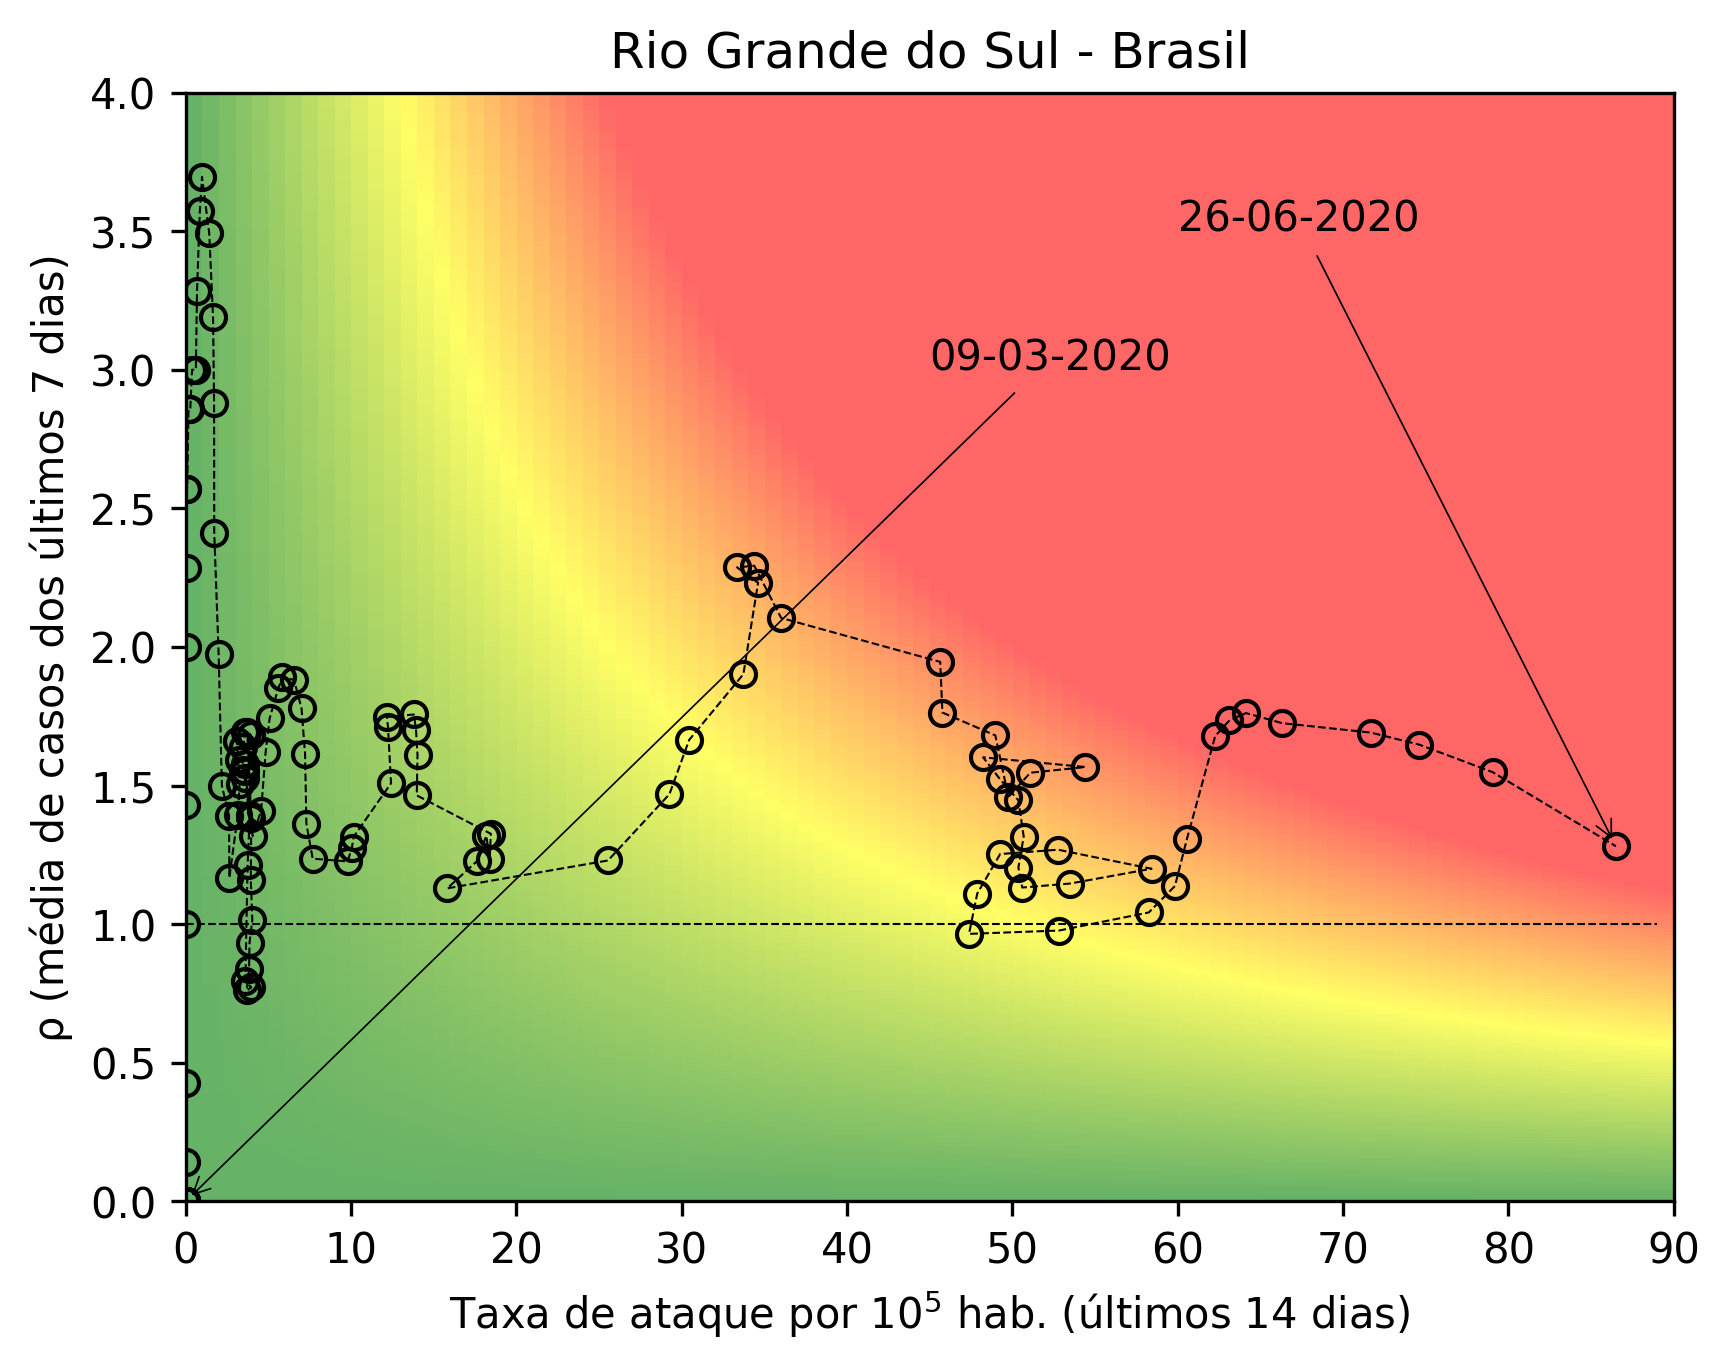 Rio Grande do Sul - Brasil
4.0
3.5
3.0
2.5
2.0
1.5
1.0
0.5
0.0
ρ (média de casos dos últimos 7 dias)
26-06-2020
09-03-2020
0 10 20 30 40 50 60 70 80 90
Taxa de ataque por 10⁵ hab. (últimos 14 dias)